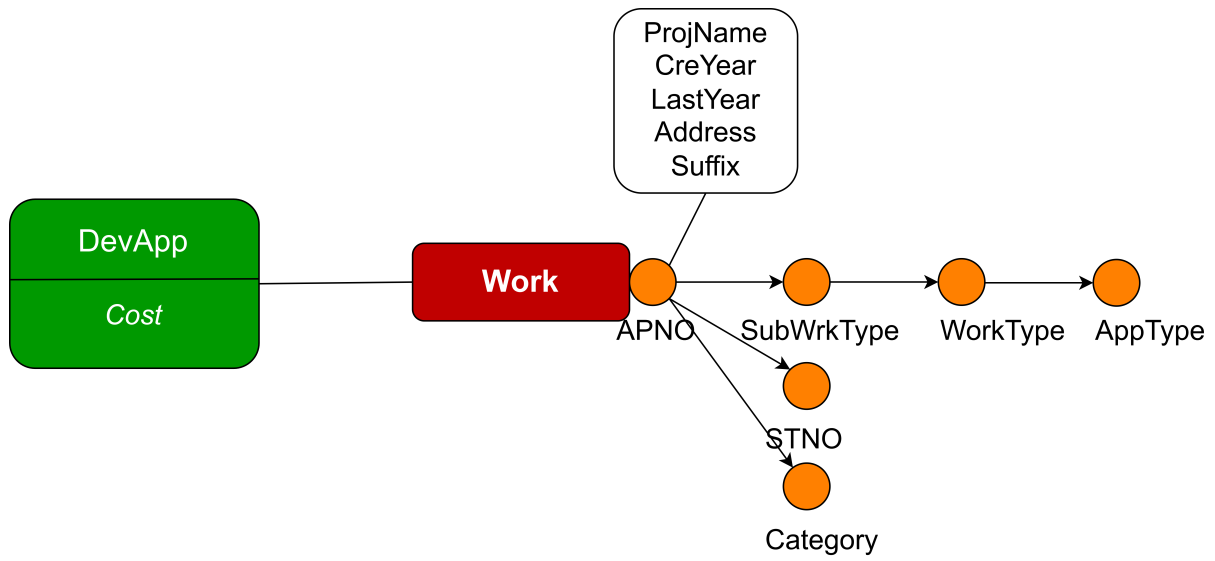 ProjName
CreYear
LastYear
Address
Suffix
DevApp
Cost
Work
APNO
SubWrkType
WorkType
AppType
STNO
Category